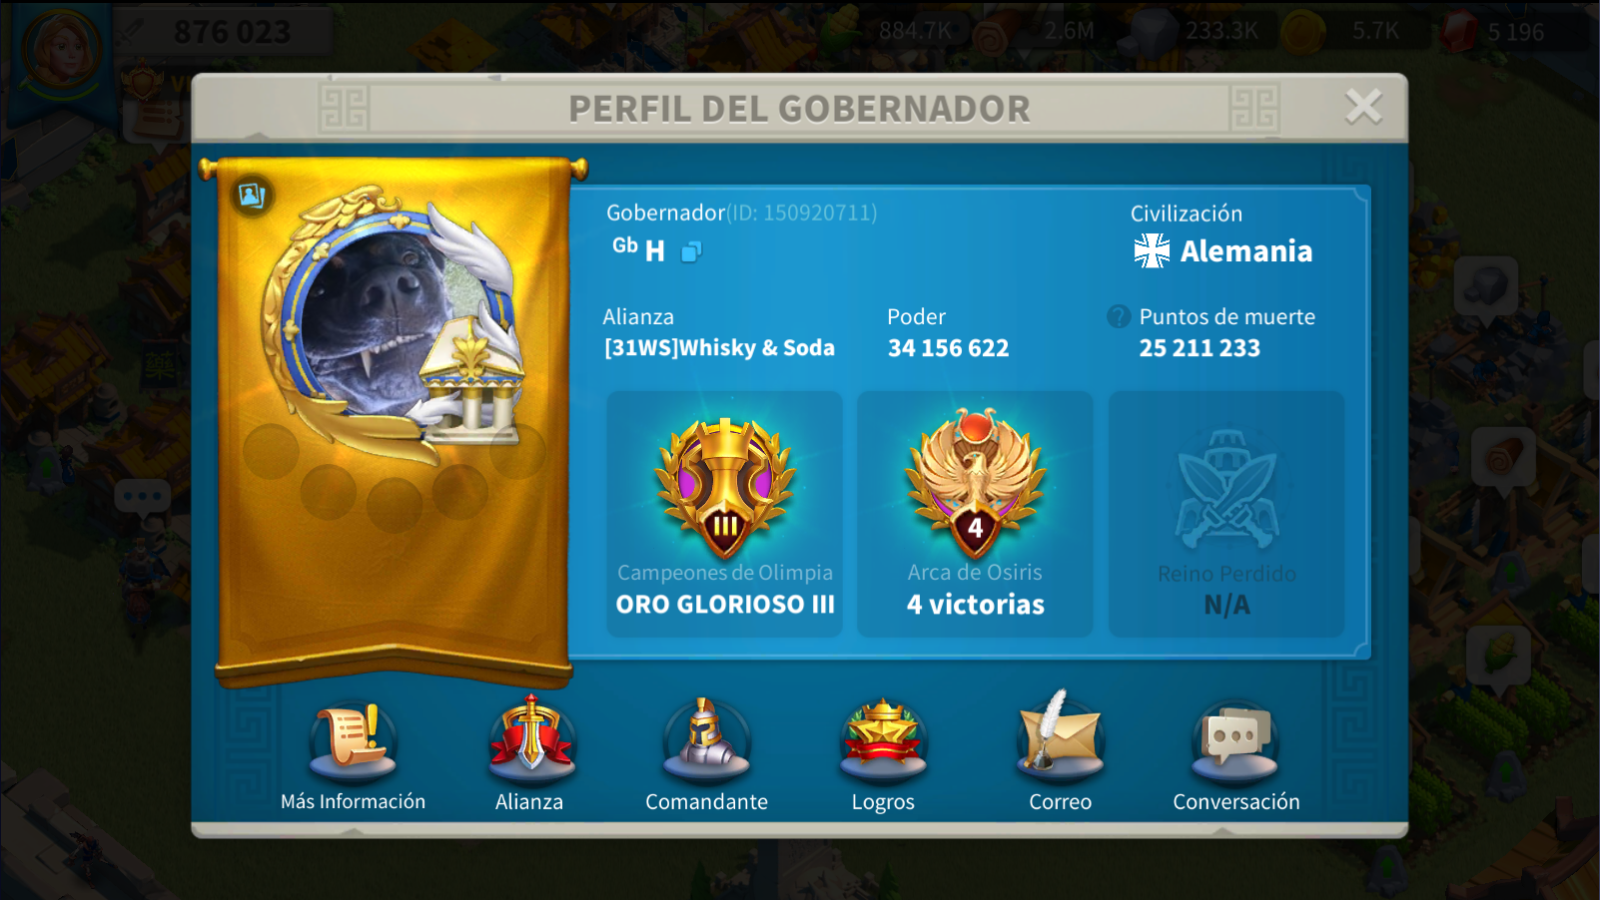 876 023
884.7K
2.6M
233.3K
5.7K
5 196
PERFIL DEL GOBERNADOR
Gobernador(ID: 150920711)
Gb H
Civilización
Alemania
Alianza
[31WS]Whisky & Soda
Poder
34 156 622
? Puntos de muerte
25 211 233
III
Campeones de Olimpia
ORO GLORIOSO III
4
Arca de Osiris
4 victorias
Reino Perdido
N/A
Más Información
Alianza
Comandante
Logros
Correo
Conversación